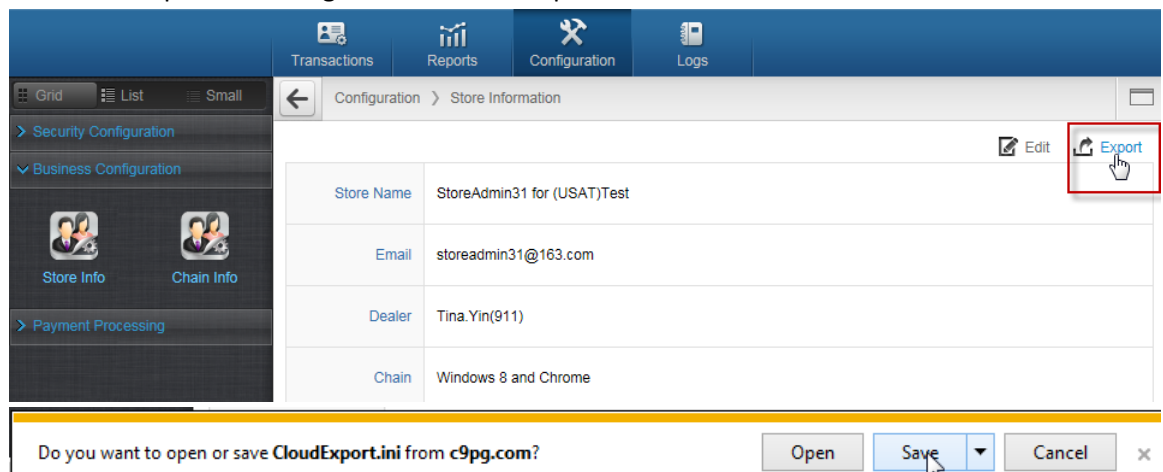 Transactions Reports Configuration Logs
Grid List Small
Configuration > Store Information
> Security Configuration
Edit Export
Business Configuration
Store Name StoreAdmin31 for (USAT)Test
Email storeadmin31@163.com
Store Info Chain Info
Dealer Tina.Yin(911)
> Payment Processing
Chain Windows 8 and Chrome
Do you want to open or save CloudExport.ini from c9pg.com? Open Save Cancel ×